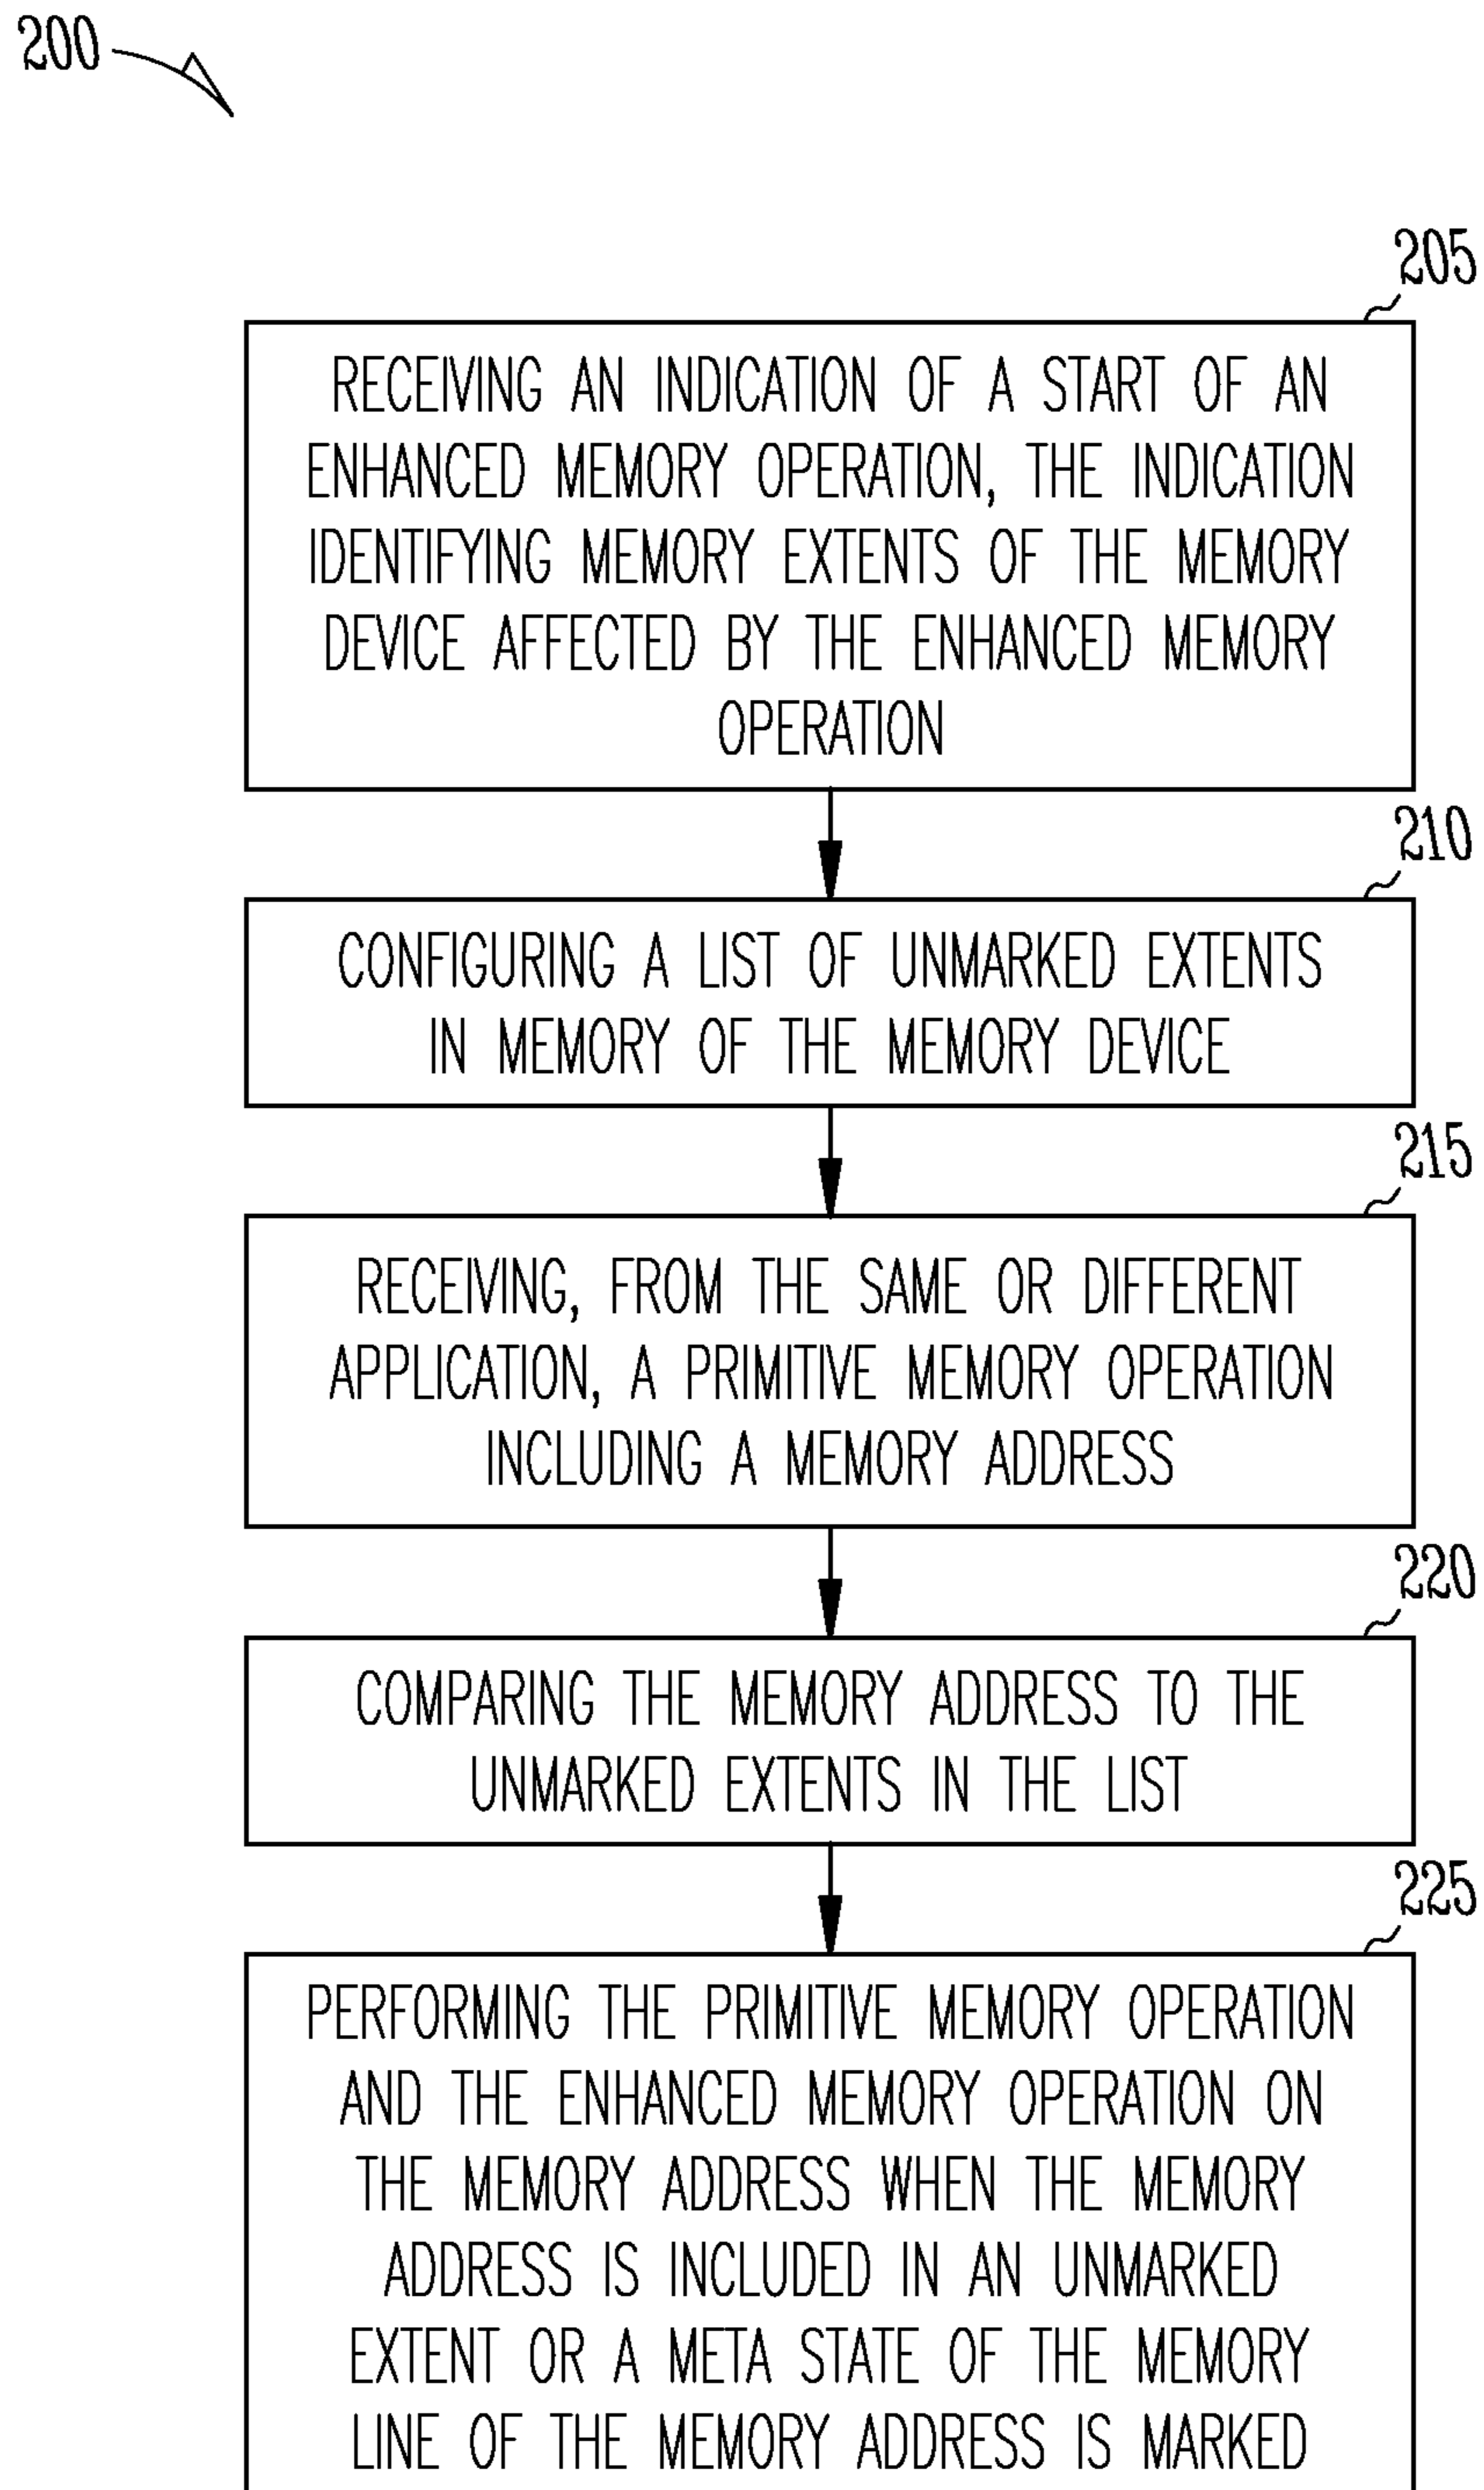 200
205
RECEIVING AN INDICATION OF A START OF AN
ENHANCED MEMORY OPERATION, THE INDICATION
IDENTIFYING MEMORY EXTENTS OF THE MEMORY
DEVICE AFFECTED BY THE ENHANCED MEMORY
OPERATION
210
CONFIGURING A LIST OF UNMARKED EXTENTS
IN MEMORY OF THE MEMORY DEVICE
215
RECEIVING, FROM THE SAME OR DIFFERENT
APPLICATION, A PRIMITIVE MEMORY OPERATION
INCLUDING A MEMORY ADDRESS
220
COMPARING THE MEMORY ADDRESS TO THE
UNMARKED EXTENTS IN THE LIST
225
PERFORMING THE PRIMITIVE MEMORY OPERATION
AND THE ENHANCED MEMORY OPERATION ON
THE MEMORY ADDRESS WHEN THE MEMORY
ADDRESS IS INCLUDED IN AN UNMARKED
EXTENT OR A META STATE OF THE MEMORY
LINE OF THE MEMORY ADDRESS IS MARKED